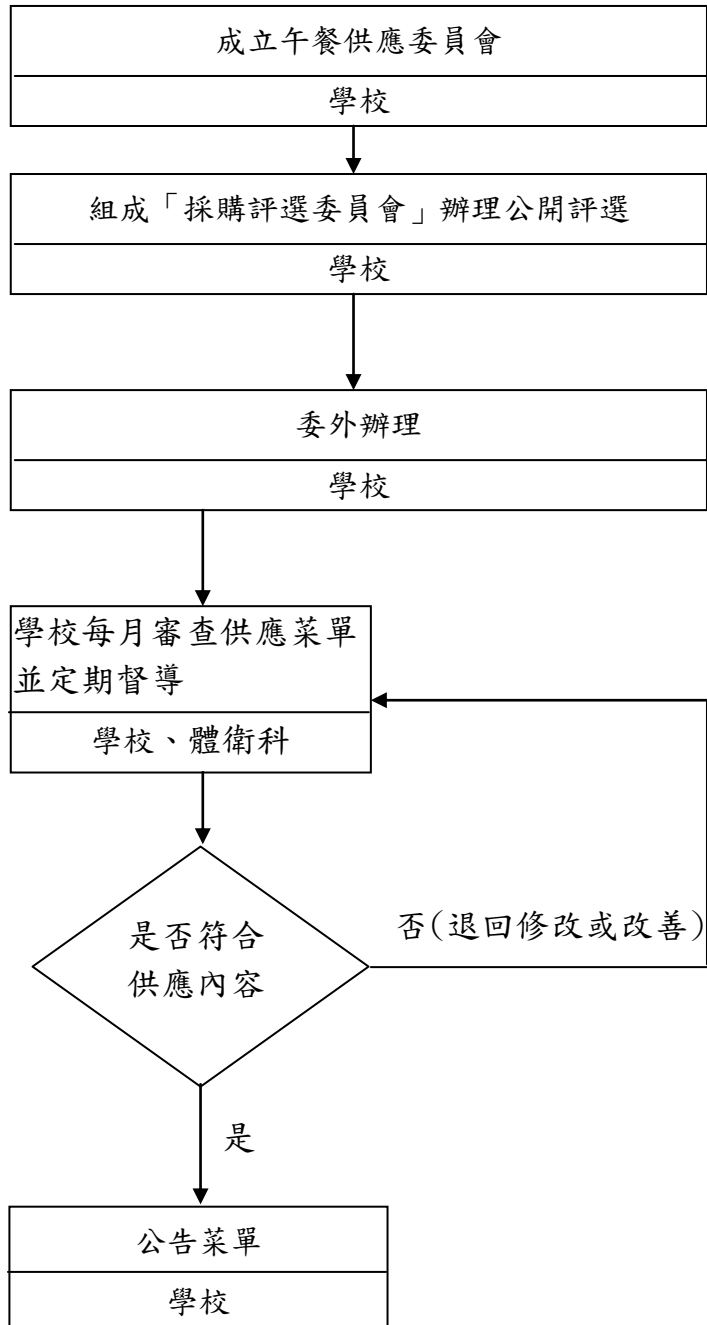 成立午餐供應委員會
學校
組成「採購評選委員會」辦理公開評選
學校
委外辦理
學校
學校每月審查供應菜單
並定期督導
學校、體衛科
是否符合
供應內容
否(退回修改或改善)
是
公告菜單
學校